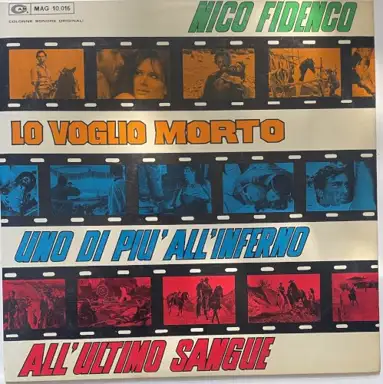 CAM MAG 10.016
COLONNE SONORE ORIGINALI
NICO FIDENCO
LO VOGLIO MORTO
UNO DI PIU' ALL'INFERNO
ALL'ULTIMO SANGUE